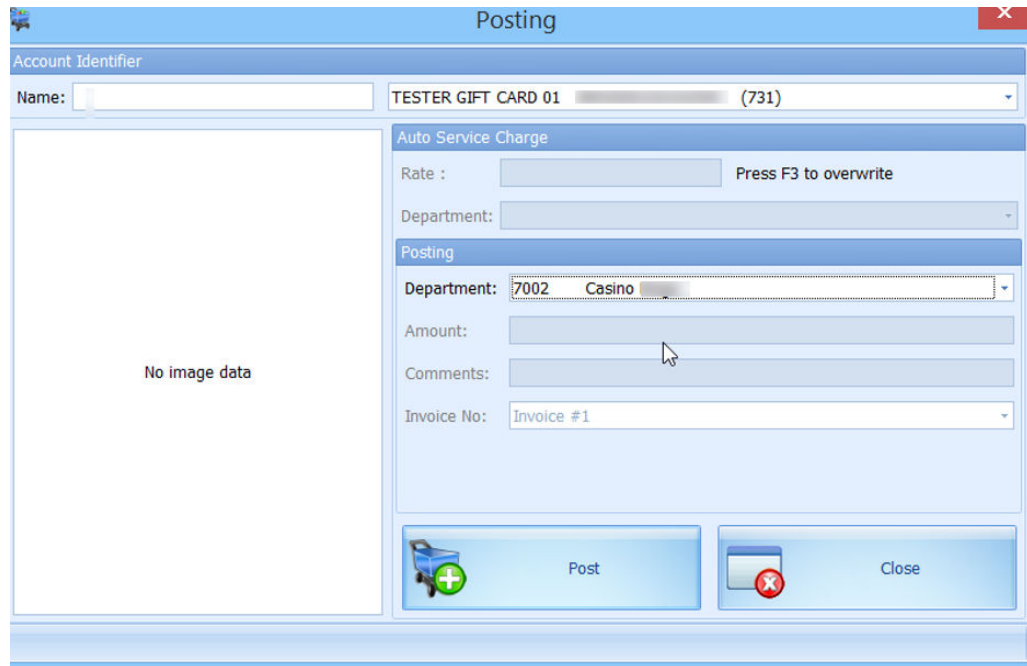 Posting
Account Identifier
Name:
TESTER GIFT CARD 01 (731)
Auto Service Charge
Rate :
Press F3 to overwrite
Department:
Posting
Department: 7002 Casino
Amount:
No image data
Comments:
Invoice No: Invoice #1
Post
Close